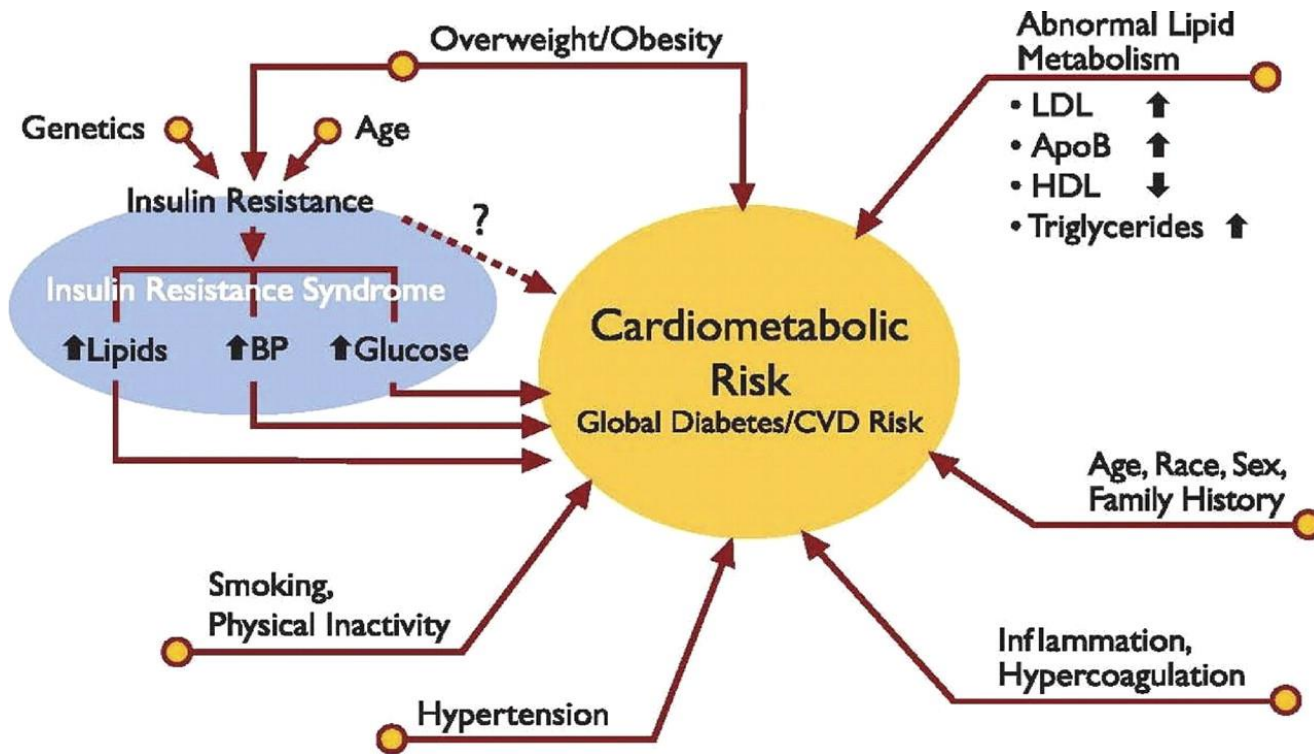 Overweight/Obesity
Abnormal Lipid
Metabolism
• LDL ⬆
• ApoB ⬆
• HDL ⬇
• Triglycerides ⬆
Genetics
Age
Insulin Resistance
?
Insulin Resistance Syndrome
⬆Lipids ⬆BP ⬆Glucose
Cardiometabolic
Risk
Global Diabetes/CVD Risk
Age, Race, Sex,
Family History
Smoking,
Physical Inactivity
Inflammation,
Hypercoagulation
Hypertension